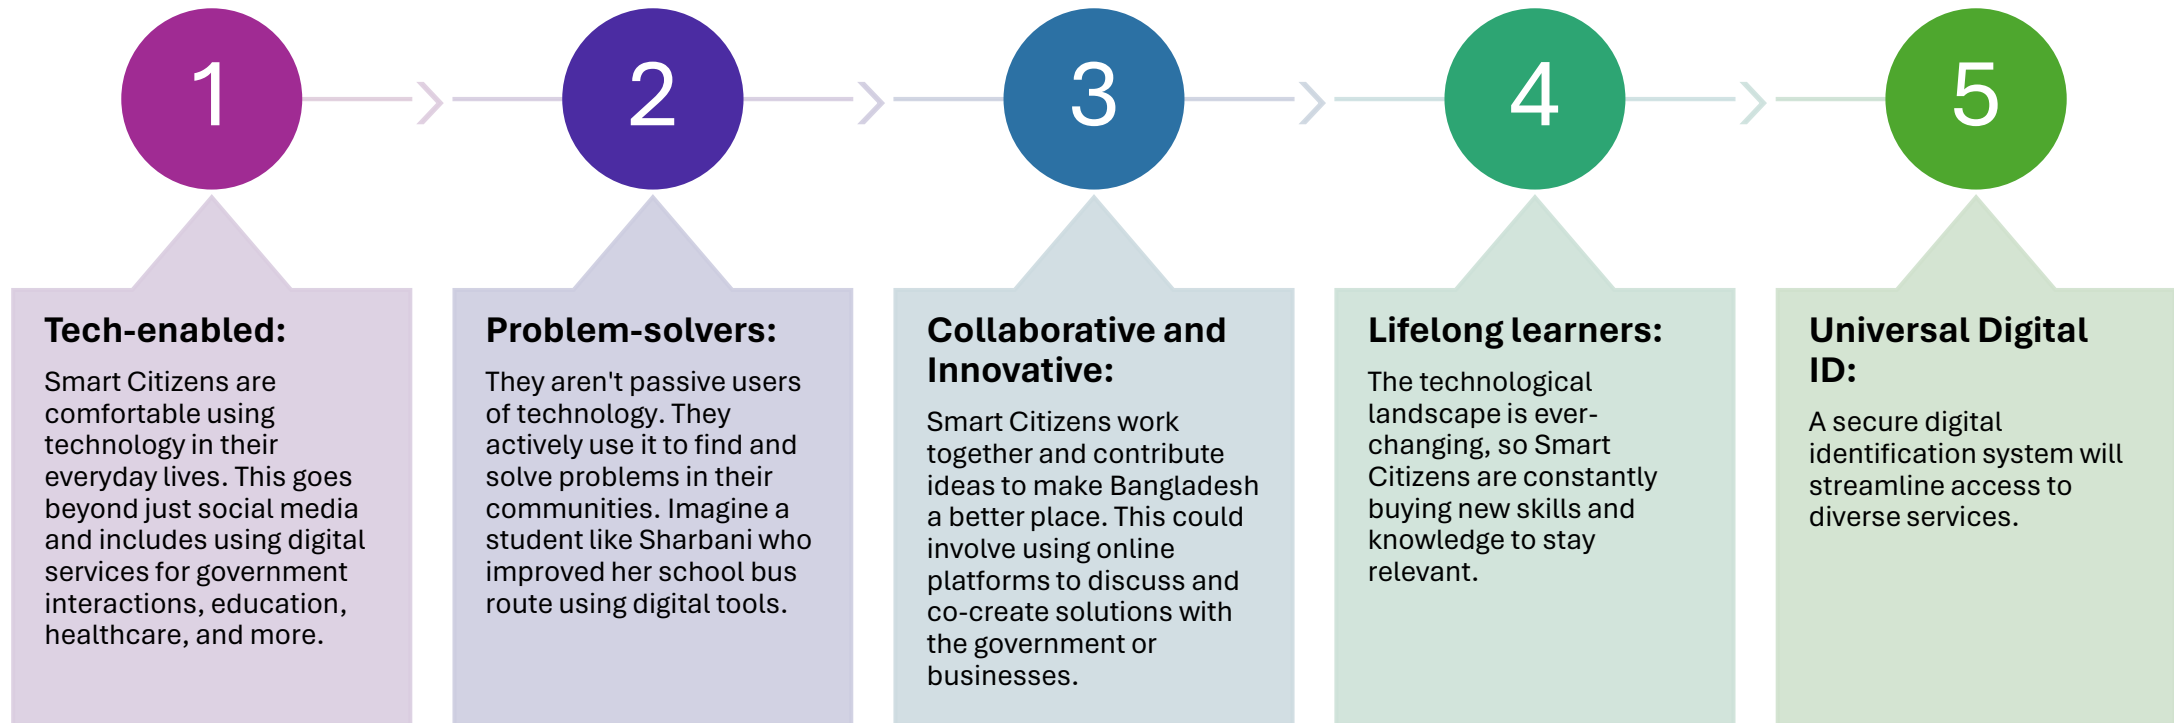 1
2
3
4
5
Tech-enabled:
Smart Citizens are
comfortable using
technology in their
everyday lives. This goes
beyond just social media
and includes using digital
services for government
interactions, education,
healthcare, and more.
Problem-solvers:
They aren't passive users
of technology. They
actively use it to find and
solve problems in their
communities. Imagine a
student like Sharbani who
improved her school bus
route using digital tools.
Collaborative and
Innovative:
Smart Citizens work
together and contribute
ideas to make Bangladesh
a better place. This could
involve using online
platforms to discuss and
co-create solutions with
the government or
businesses.
Lifelong learners:
The technological
landscape is ever-
changing, so Smart
Citizens are constantly
buying new skills and
knowledge to stay
relevant.
Universal Digital
ID:
A secure digital
identification system will
streamline access to
diverse services.